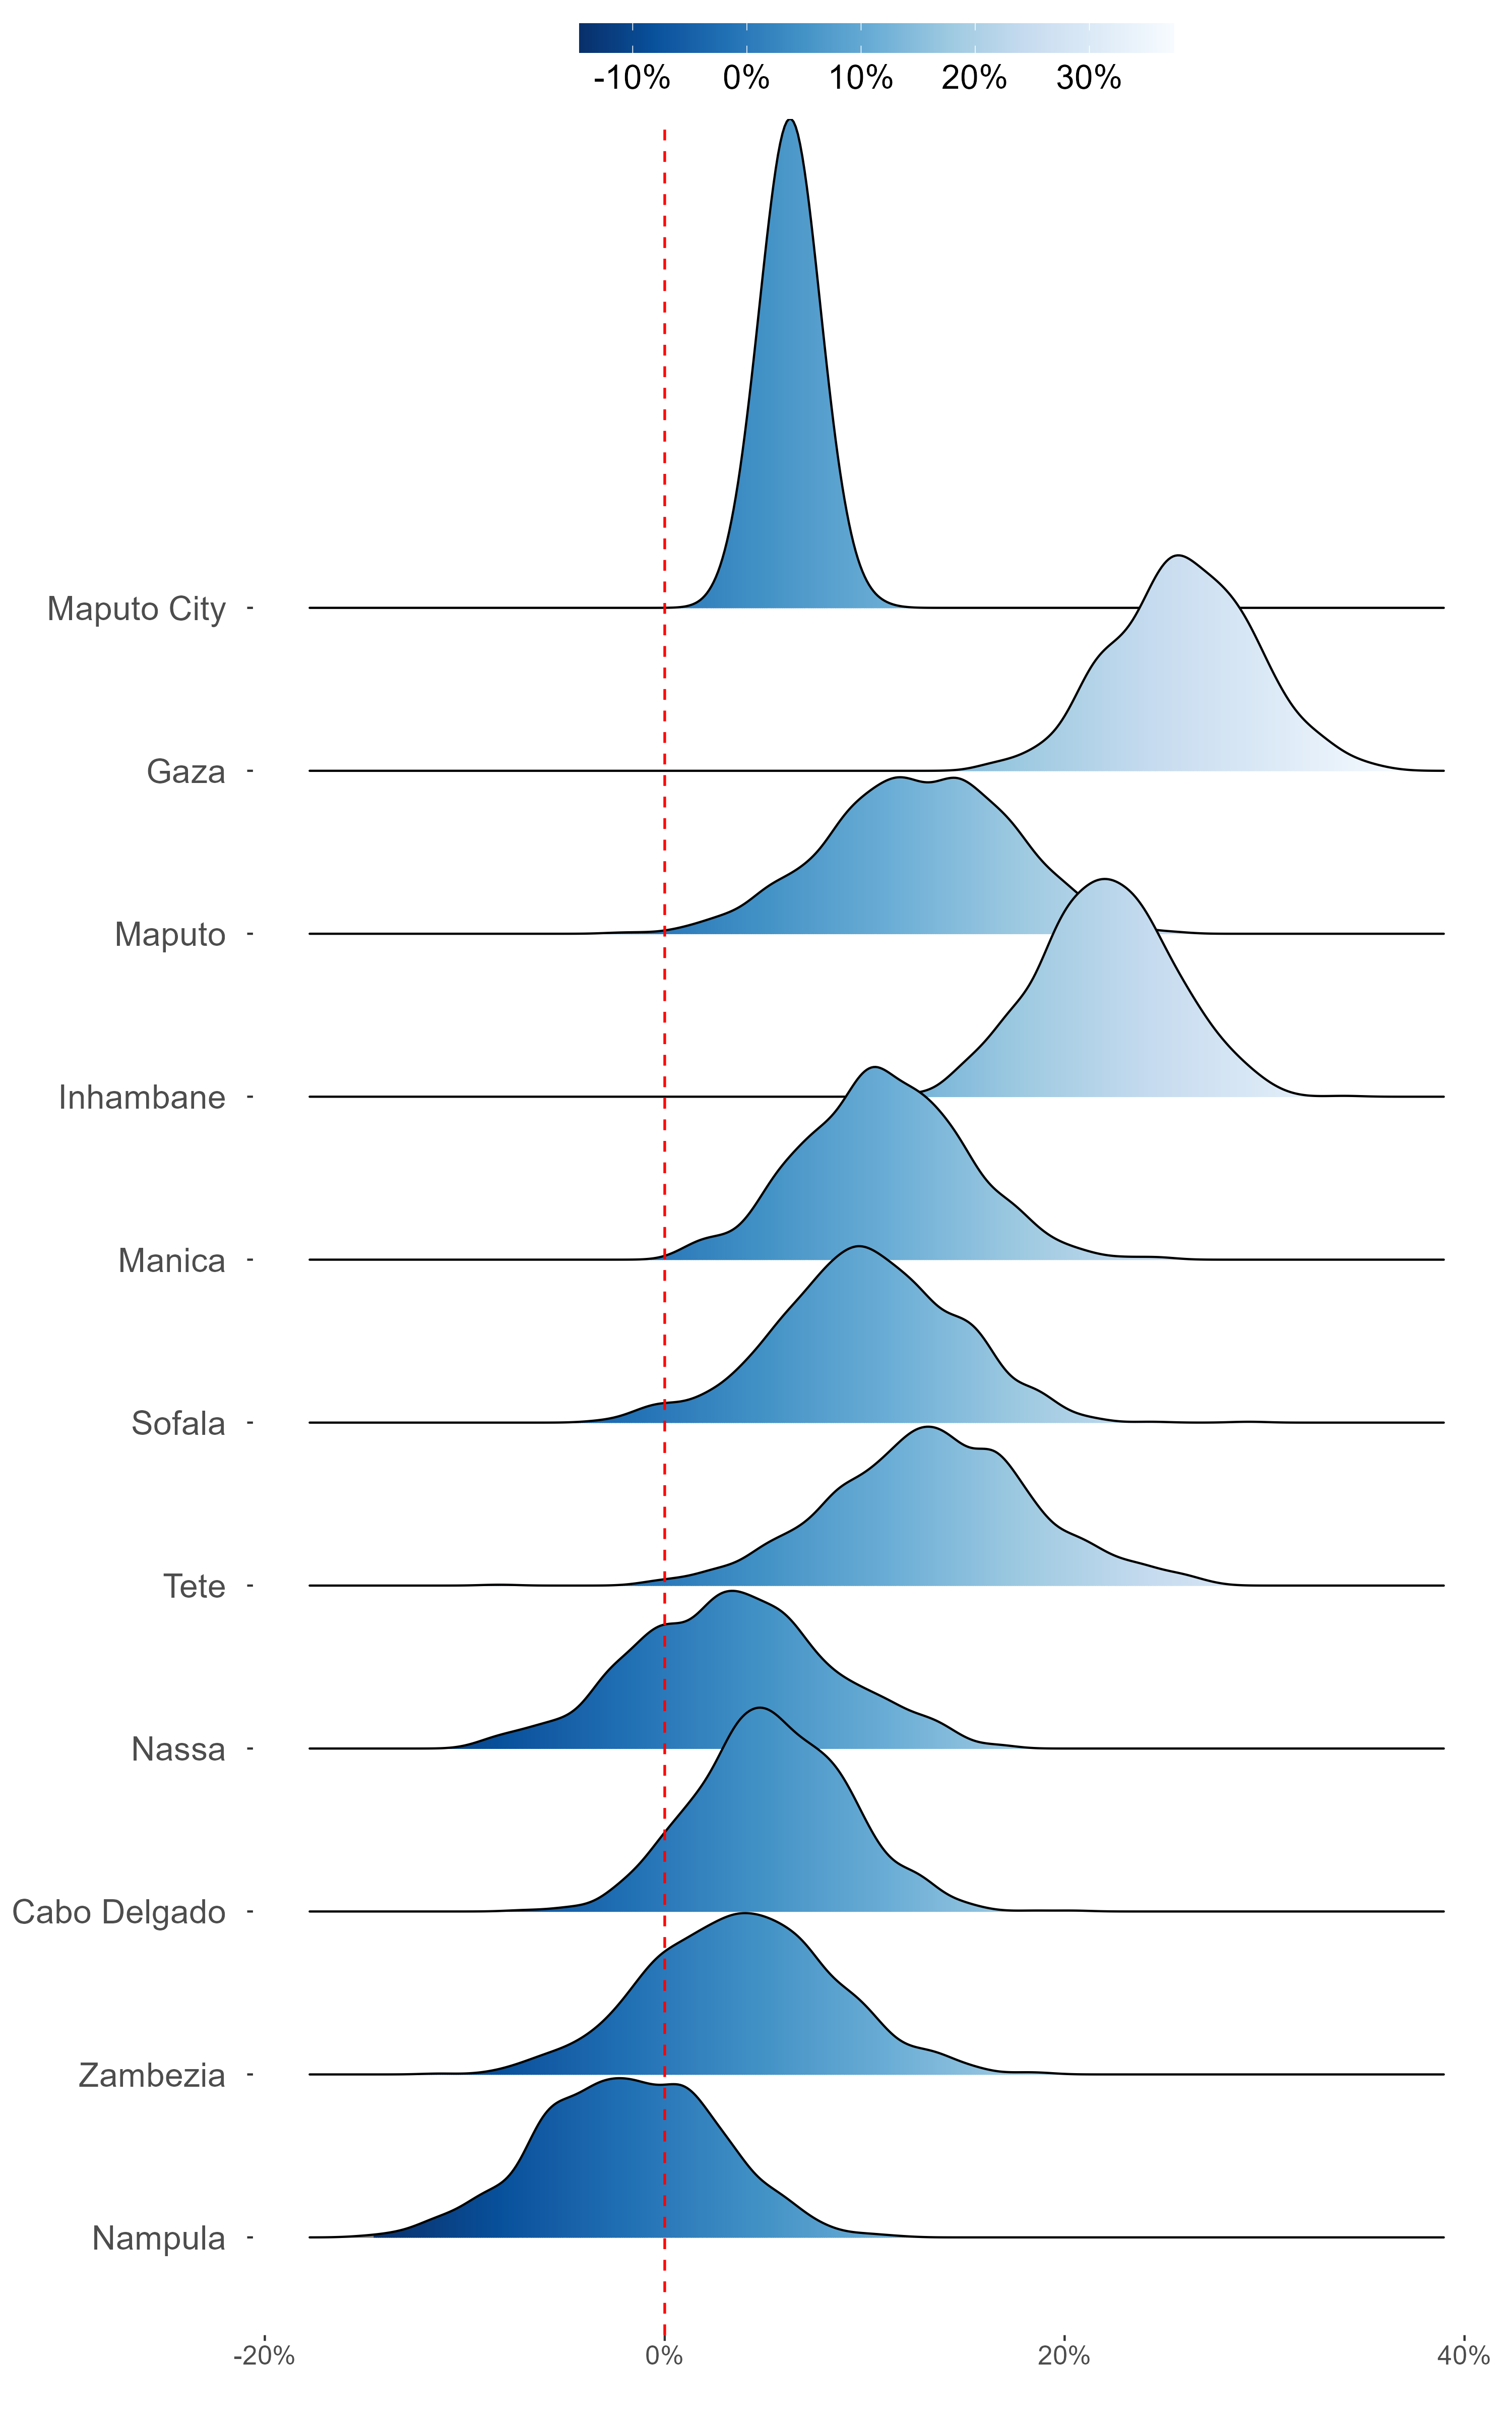 -10% 0% 10% 20% 30%
Maputo City
Gaza
Maputo
Inhambane
Manica
Sofala
Tete
Nassa
Cabo Delgado
Zambezia
Nampula
-20% 0% 20% 40%